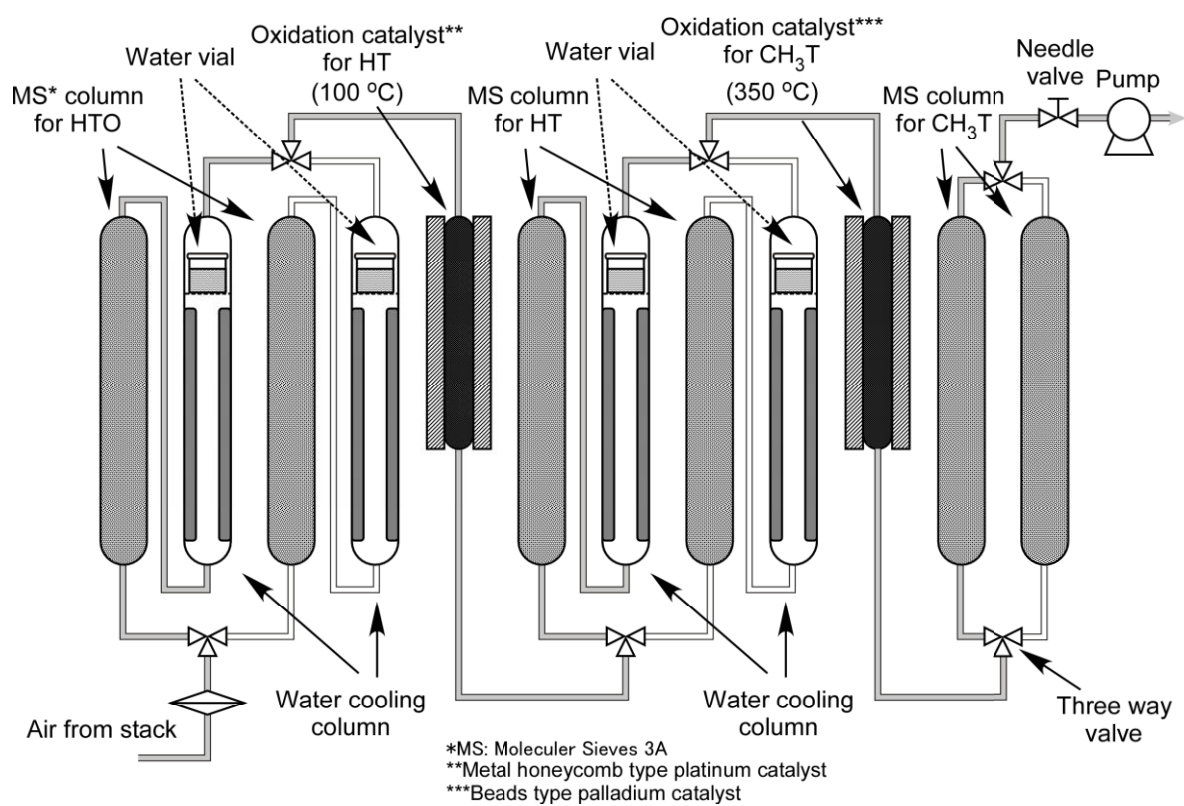 Oxidation catalyst**
for HT
(100 ºC)
Water vial
MS* column
for HTO
Oxidation catalyst***
for CH3T
(350 ºC)
Water vial
MS column
for HT
Needle
valve
Pump
MS column
for CH3T
Air from stack
Water cooling
column
Water cooling
column
Three way
valve
*MS: Moleculer Sieves 3A
**Metal honeycomb type platinum catalyst
***Beads type palladium catalyst